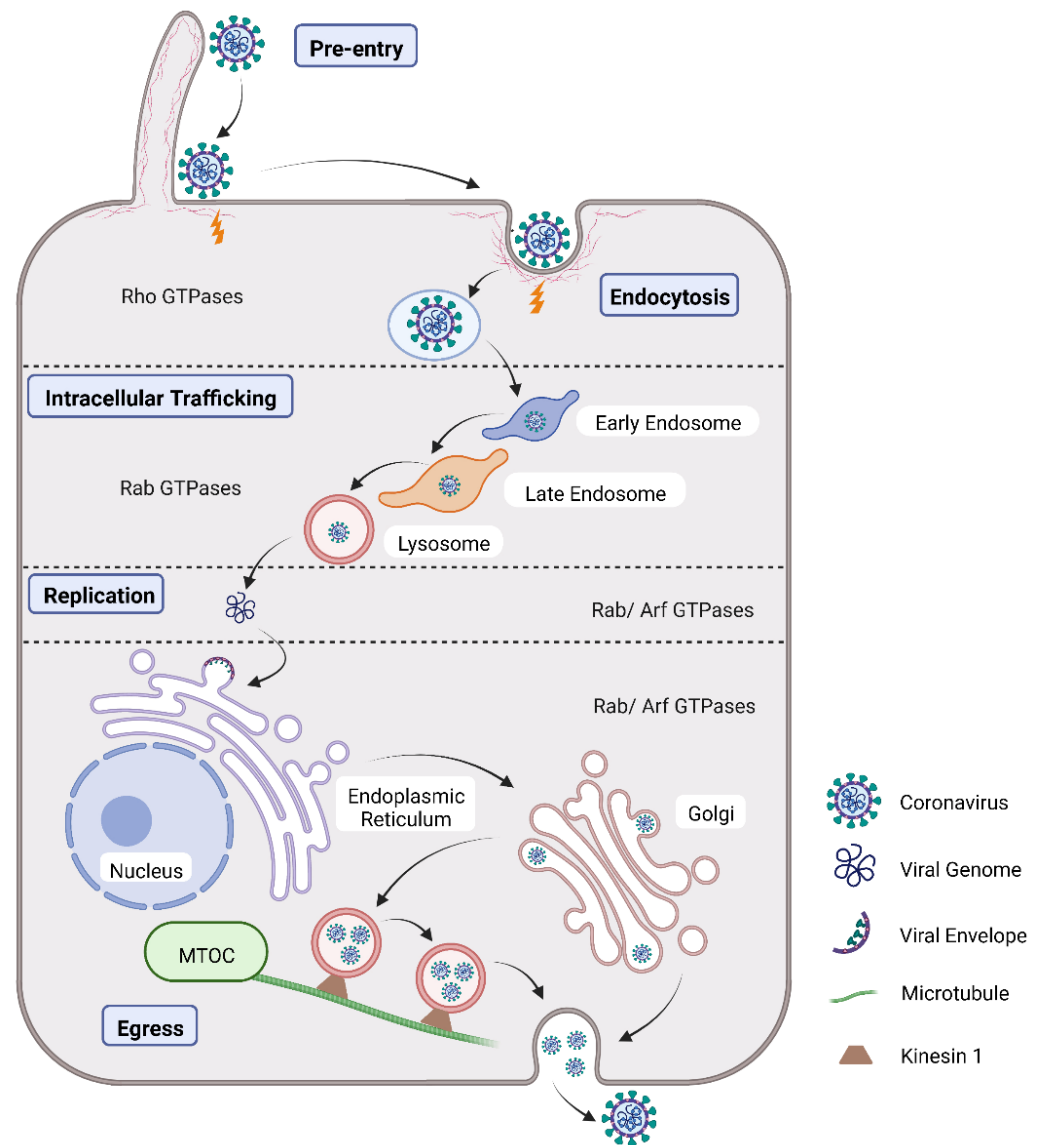 Pre-entry
Rho GTPases
Endocytosis
Intracellular Trafficking
Early Endosome
Rab GTPases
Late Endosome
Lysosome
Replication
Rab/ Arf GTPases
Rab/ Arf GTPases
Endoplasmic
Reticulum
Golgi
Nucleus
MTOC
Egress
Coronavirus
Viral Genome
Viral Envelope
Microtubule
Kinesin 1